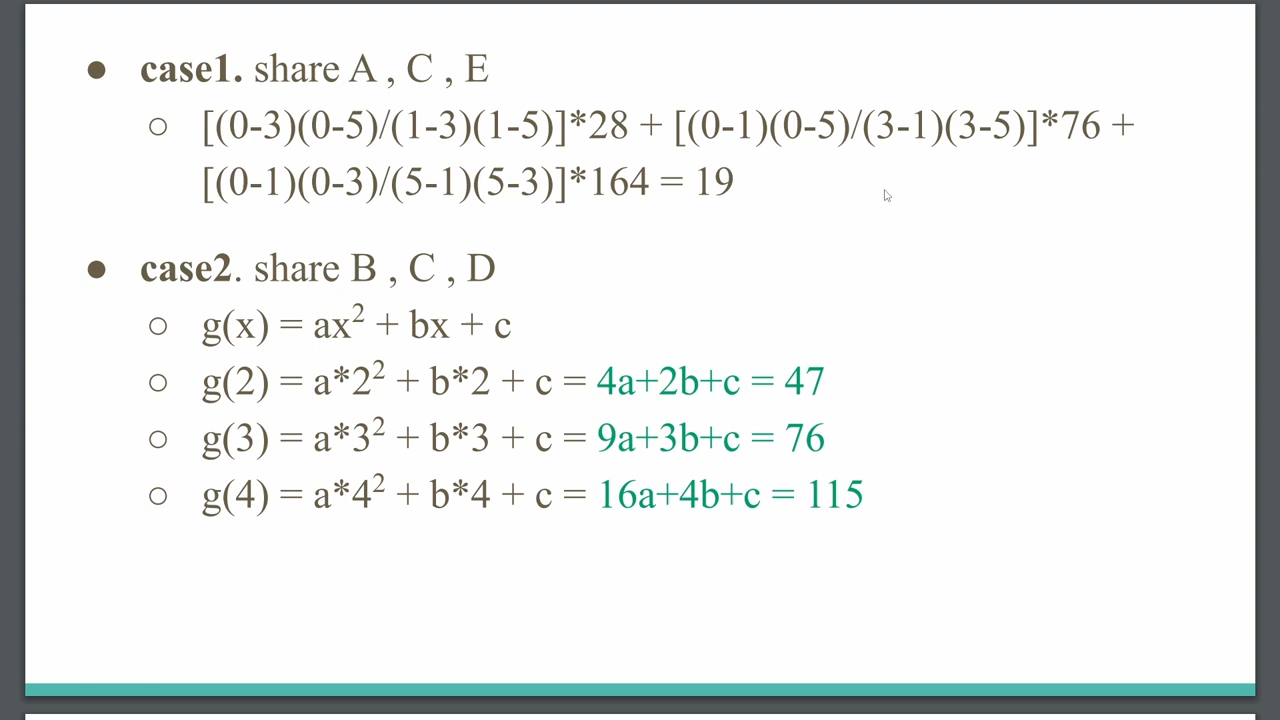 ● case1. share A , C , E
○ [(0-3)(0-5)/(1-3)(1-5)]*28 + [(0-1)(0-5)/(3-1)(3-5)]*76 +
[(0-1)(0-3)/(5-1)(5-3)]*164 = 19
● case2. share B , C , D
○ g(x) = ax² + bx + c
○ g(2) = a*2² + b*2 + c = 4a+2b+c = 47
○ g(3) = a*3² + b*3 + c = 9a+3b+c = 76
○ g(4) = a*4² + b*4 + c = 16a+4b+c = 115